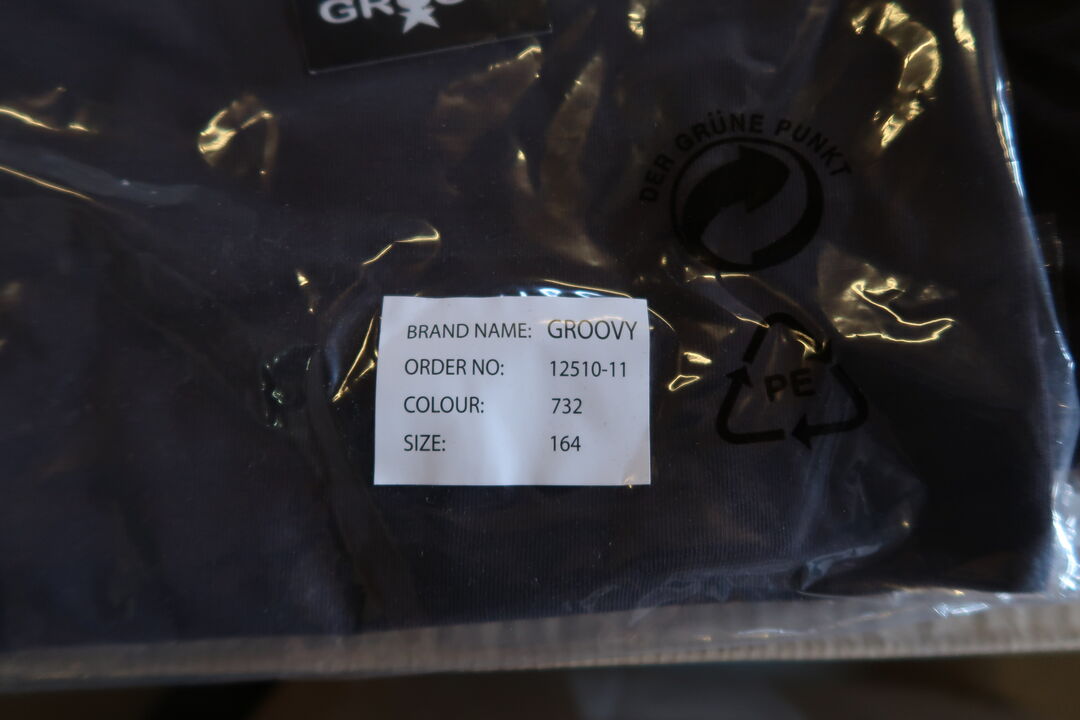 DER GRÜNE PUNKT
BRAND NAME: GROOVY
ORDER NO: 12510-11
COLOUR: 732
SIZE: 164
PE